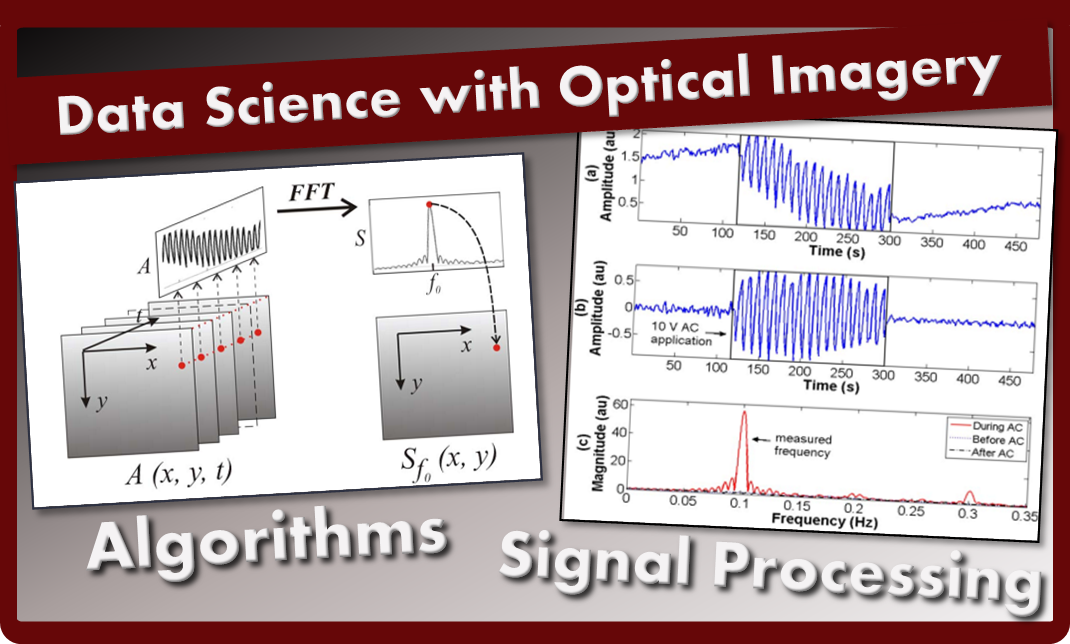 Data Science with Optical Imagery
FFT
A
S
f₀
t
x
y
x
y
A (x, y, t)
S_f₀ (x, y)
(a)
Amplitude (au)
2
1.5
1
0.5
50 100 150 200 250 300 350 400 450
Time (s)
(b)
Amplitude (au)
0.5
0
-0.5
10 V AC
application
50 100 150 200 250 300 350 400 450
Time (s)
(c)
Magnitude (au)
60
40
20
0
measured
frequency
During AC
Before AC
After AC
0 0.05 0.1 0.15 0.2 0.25 0.3 0.35
Frequency (Hz)
Algorithms
Signal Processing